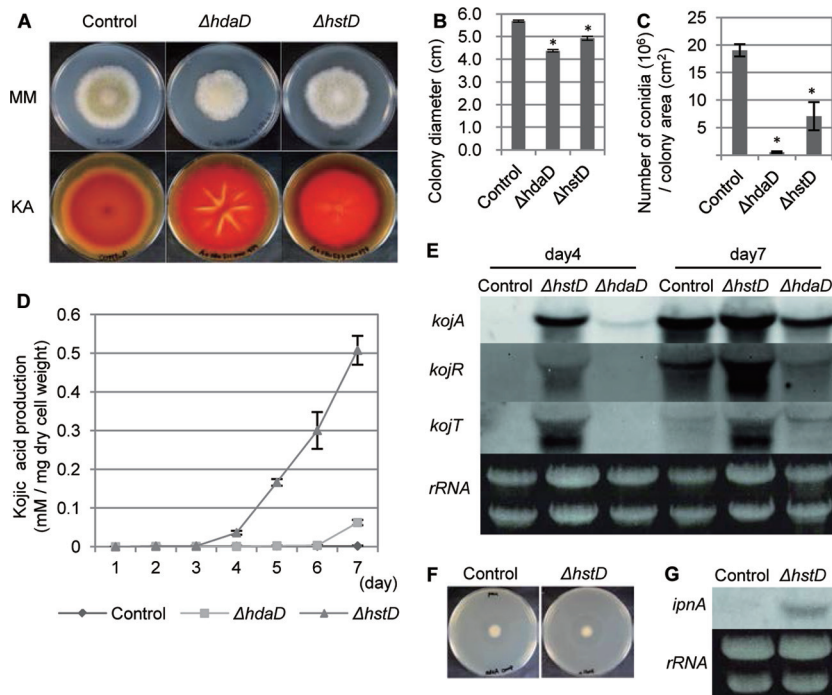 A
Control
ΔhdaD
ΔhstD
MM
KA
B
Colony diameter (cm)
6.0
5.0
4.0
3.0
2.0
1.0
0.0
*
*
Control
ΔhdaD
ΔhstD
C
Number of conidia (10⁶)
/ colony area (cm²)
25
20
15
10
5
*
*
Control
ΔhdaD
ΔhstD
D
Kojic acid production
(mM / mg dry cell weight)
0.6
0.5
0.4
0.3
0.2
0.1
0
1 2 3 4 5 6 7
(day)
Control ΔhdaD ΔhstD
E
day4 day7
Control ΔhstD ΔhdaD Control ΔhstD ΔhdaD
kojA
kojR
kojT
rRNA
F
Control
ΔhstD
G
Control ΔhstD
ipnA
rRNA